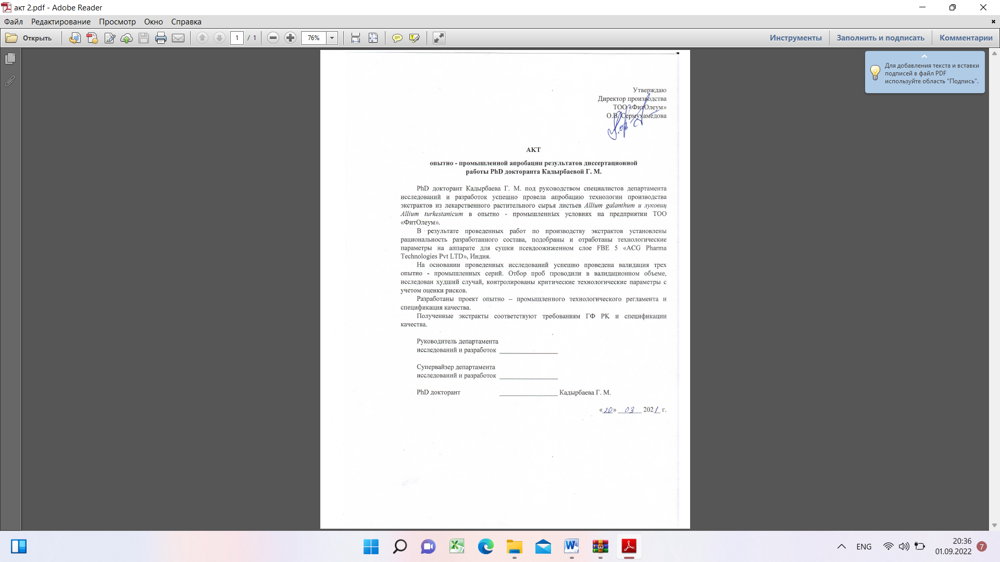 акт 2.pdf - Adobe Reader
Файл Редактирование Просмотр Окно Справка
Открыть 1 / 1 76% Инструменты Заполнить и подписать Комментарии
Для добавления текста и вставки
подписей в файл PDF
используйте область "Подпись".
Утверждаю
Директор производства
ТОО «ФитОлеум»
О.В. Сермухамедова
АКТ
опытно - промышленной апробации результатов диссертационной
работы PhD докторанта Кадырбаевой Г. М.
PhD докторант Кадырбаева Г. М. под руководством специалистов департамента
исследований и разработок успешно провела апробацию технологии производства
экстрактов из лекарственного растительного сырья листьев Allium galanthum и луковиц
Allium turkestanicum в опытно - промышленных условиях на предприятии ТОО
«ФитОлеум».
В результате проведенных работ по производству экстрактов установлены
рациональность разработанного состава, подобраны и отработаны технологические
параметры на аппарате для сушки псевдоожиженном слое FBE 5 «ACG Pharma
Technologies Pvt LTD», Индия.
На основании проведенных исследований успешно проведена валидация трех
опытно - промышленных серий. Отбор проб проводили в валидационном объеме,
исследован худший случай, контролированы критические технологические параметры с
учетом оценки рисков.
Разработаны проект опытно – промышленного технологического регламента и
спецификация качества.
Полученные экстракты соответствуют требованиям ГФ РК и спецификации
качества.
Руководитель департамента
исследований и разработок
Супервайзер департамента
исследований и разработок
PhD докторант Кадырбаева Г. М.
«20» 03 2021 г.
ENG 20:36
01.09.2022 7